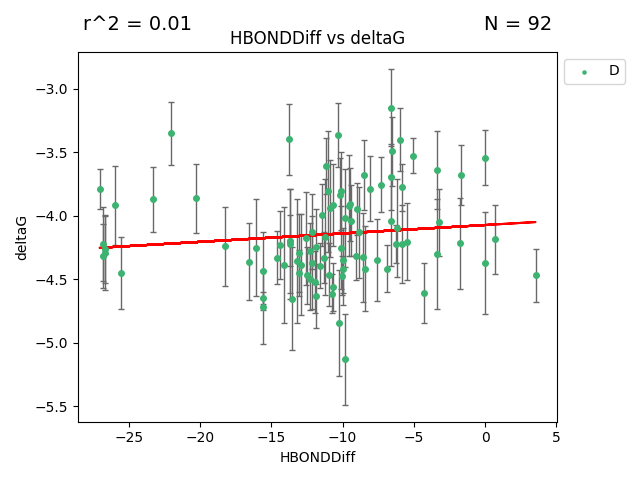 r^2 = 0.01
N = 92
HBONDDiff vs deltaG
D
−3.0
−3.5
−4.0
−4.5
−5.0
−5.5
deltaG
−25
−20
−15
−10
−5
0
5
HBONDDiff